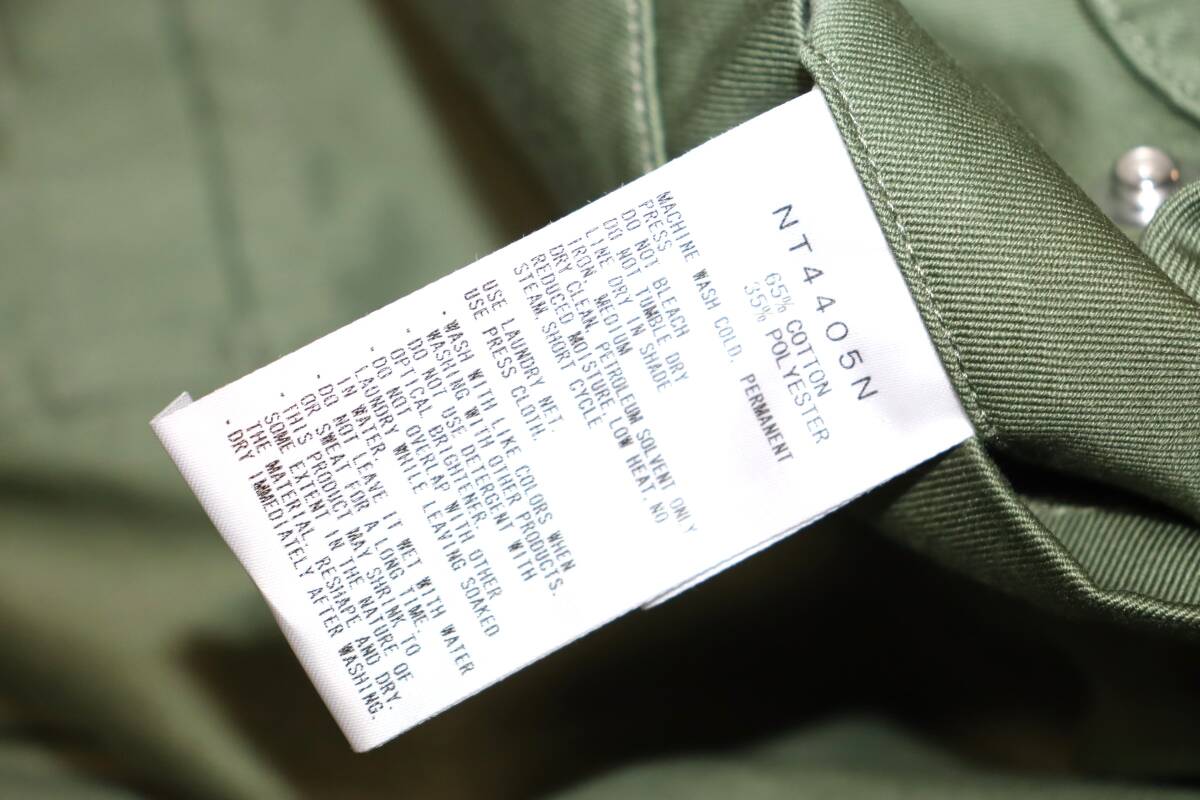 NT4405N
65% COTTON
35% POLYESTER
MACHINE WASH COLD, PERMANENT
PRESS
DO NOT BLEACH
DO NOT TUMBLE DRY
LINE DRY IN SHADE
IRON, MEDIUM
DRY CLEAN, PETROLEUM SOLVENT ONLY
REDUCED MOISTURE, LOW HEAT, NO
STEAM, SHORT CYCLE
USE LAUNDRY NET.
USE PRESS CLOTH.
・WASH WITH LIKE COLORS WHEN
WASHING WITH OTHER PRODUCTS.
・DO NOT USE DETERGENT WITH
OPTICAL BRIGHTENER.
・DO NOT OVERLAP WITH OTHER
LAUNDRY WHILE LEAVING SOAKED
IN WATER.
・DO NOT LEAVE IT WET WITH WATER
OR SWEAT FOR A LONG TIME.
・THIS PRODUCT MAY SHRINK TO
SOME EXTENT IN THE NATURE OF
THE MATERIAL. RESHAPE AND DRY.
・DRY IMMEDIATELY AFTER WASHING.